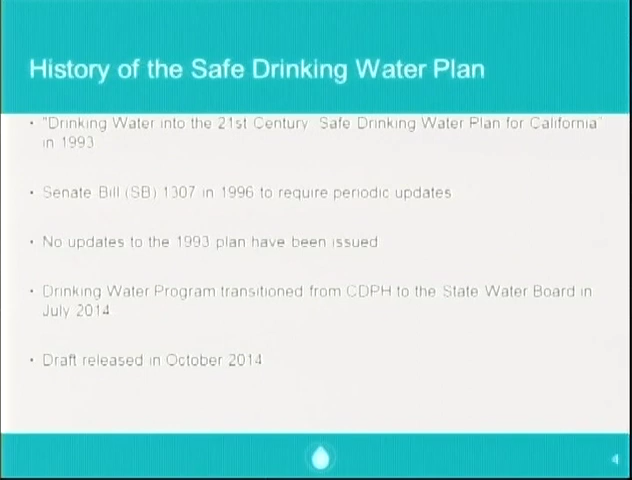 History of the Safe Drinking Water Plan
• "Drinking Water into the 21st Century  Safe Drinking Water Plan for California"
in 1993
• Senate Bill (SB) 1307 in 1996 to require periodic updates
• No updates to the 1993 plan have been issued
• Drinking Water Program transitioned from CDPH to the State Water Board in
July 2014
• Draft released in October 2014
4